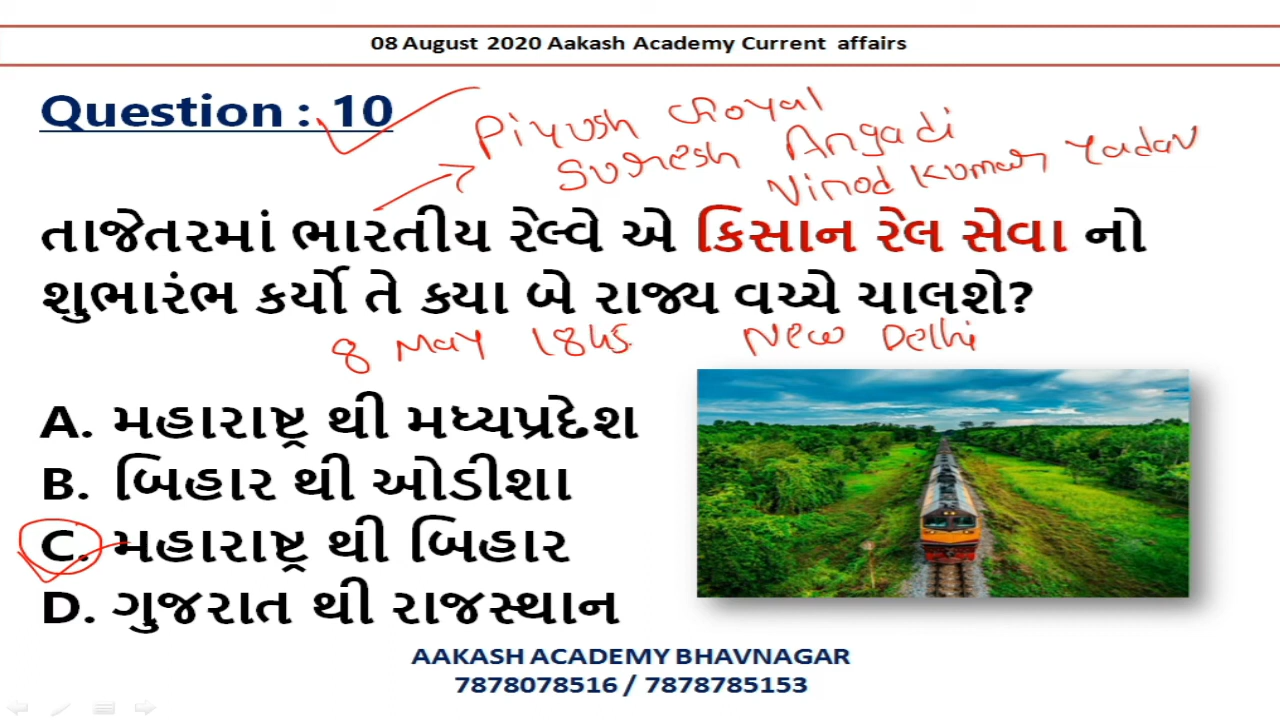 08 August 2020 Aakash Academy Current affairs
Question : 10
Piyush Goyal
Suresh Angadi
Vinod Kumar Yadav
તાજેતરમાં ભારતીય રેલ્વે એ કિસાન રેલ સેવા નો
શુભારંભ કર્યો તે ક્યા બે રાજ્ય વચ્ચે ચાલશે?
8 May 1845 New Delhi
A. મહારાષ્ટ્ર થી મધ્યપ્રદેશ
B. બિહાર થી ઓડીશા
C. મહારાષ્ટ્ર થી બિહાર
D. ગુજરાત થી રાજસ્થાન
AAKASH ACADEMY BHAVNAGAR
7878078516 / 7878785153